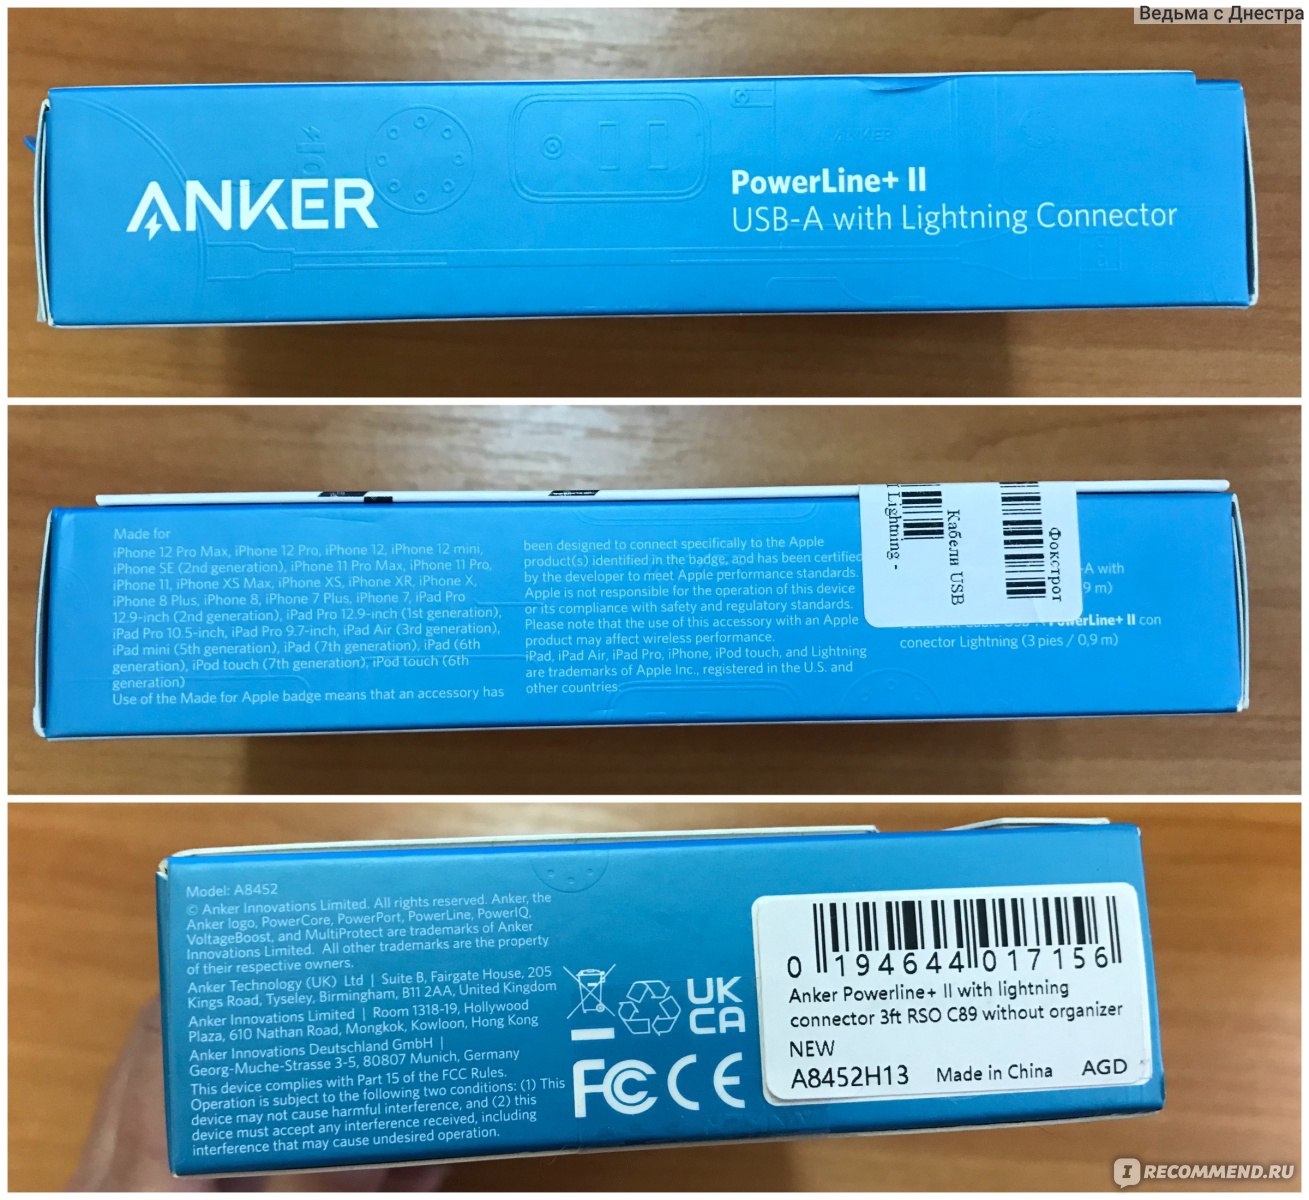 Ведьма с Днестра
ANKER
PowerLine+ II
USB-A with Lightning Connector
Made for
iPhone 12 Pro Max, iPhone 12 Pro, iPhone 12, iPhone 12 mini,
iPhone SE (2nd generation), iPhone 11 Pro Max, iPhone 11 Pro,
iPhone 11, iPhone XS Max, iPhone XS, iPhone XR, iPhone X,
iPhone 8 Plus, iPhone 8, iPhone 7 Plus, iPhone 7, iPad Pro
12.9-inch (2nd generation), iPad Pro 12.9-inch (1st generation),
iPad Pro 10.5-inch, iPad Pro 9.7-inch, iPad Air (3rd generation),
iPad mini (5th generation), iPad (7th generation), iPad (6th
generation), iPod touch (7th generation), iPod touch (6th
generation)
Use of the Made for Apple badge means that an accessory has
been designed to connect specifically to the Apple
product(s) identified in the badge, and has been certified
by the developer to meet Apple performance standards.
Apple is not responsible for the operation of this device
or its compliance with safety and regulatory standards.
Please note that the use of this accessory with an Apple
product may affect wireless performance.
iPad, iPad Air, iPad Pro, iPhone, iPod touch, and Lightning
are trademarks of Apple Inc., registered in the U.S. and
other countries.
Фокстрот
Кабели USB
Lightning -
-A with
9 m)
PowerLine+ II con
conector Lightning (3 pies / 0,9 m)
Model: A8452
© Anker Innovations Limited. All rights reserved. Anker, the
Anker logo, PowerCore, PowerPort, PowerLine, PowerIQ,
VoltageBoost, and MultiProtect are trademarks of Anker
Innovations Limited. All other trademarks are the property
of their respective owners.
Anker Technology (UK) Ltd | Suite B, Fairgate House, 205
Kings Road, Tyseley, Birmingham, B11 2AA, United Kingdom
Anker Innovations Limited | Room 1318-19, Hollywood
Plaza, 610 Nathan Road, Mongkok, Kowloon, Hong Kong
Anker Innovations Deutschland GmbH |
Georg-Muche-Strasse 3-5, 80807 Munich, Germany
This device complies with Part 15 of the FCC Rules.
Operation is subject to the following two conditions: (1) This
device may not cause harmful interference, and (2) this
device must accept any interference received, including
interference that may cause undesired operation.
UK
CA
FC CE
0 194644 017156
Anker Powerline+ II with lightning
connector 3ft RSO C89 without organizer
NEW
A8452H13 Made in China AGD
IRECOMMEND.RU